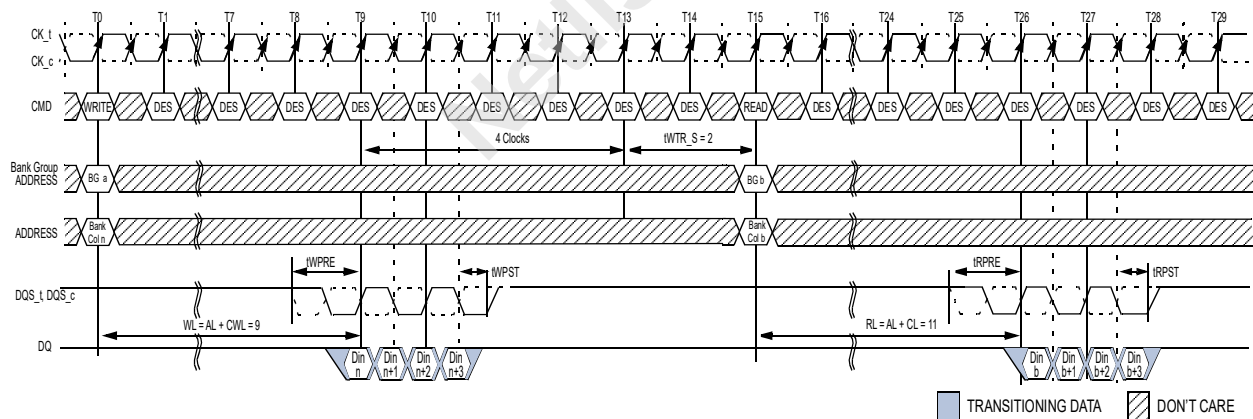 T0 T1 T7 T8 T9 T10 T11 T12 T13 T14 T15 T16 T24 T25 T26 T27 T28 T29
CK_t
CK_c
CMD WRITE DES DES DES DES DES DES DES DES DES READ DES DES DES DES DES DES DES
4 Clocks tWTR_S = 2
Bank Group
ADDRESS BG a BG b
ADDRESS Bank Col n Bank Col b
tWPRE tWPST tRPRE tRPST
DQS_t, DQS_c
WL = AL + CWL = 9 RL = AL + CL = 11
DQ Din n Din n+1 Din n+2 Din n+3 Din b Din b+1 Din b+2 Din b+3
TRANSITIONING DATA DON'T CARE